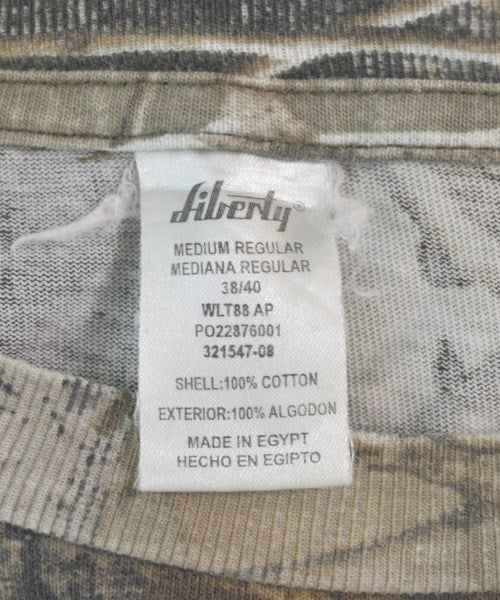 Liberty®
MEDIUM REGULAR
MEDIANA REGULAR
38/40
WLT88 AP
PO22876001
321547-08
SHELL:100% COTTON
EXTERIOR:100% ALGODON
MADE IN EGYPT
HECHO EN EGIPTO